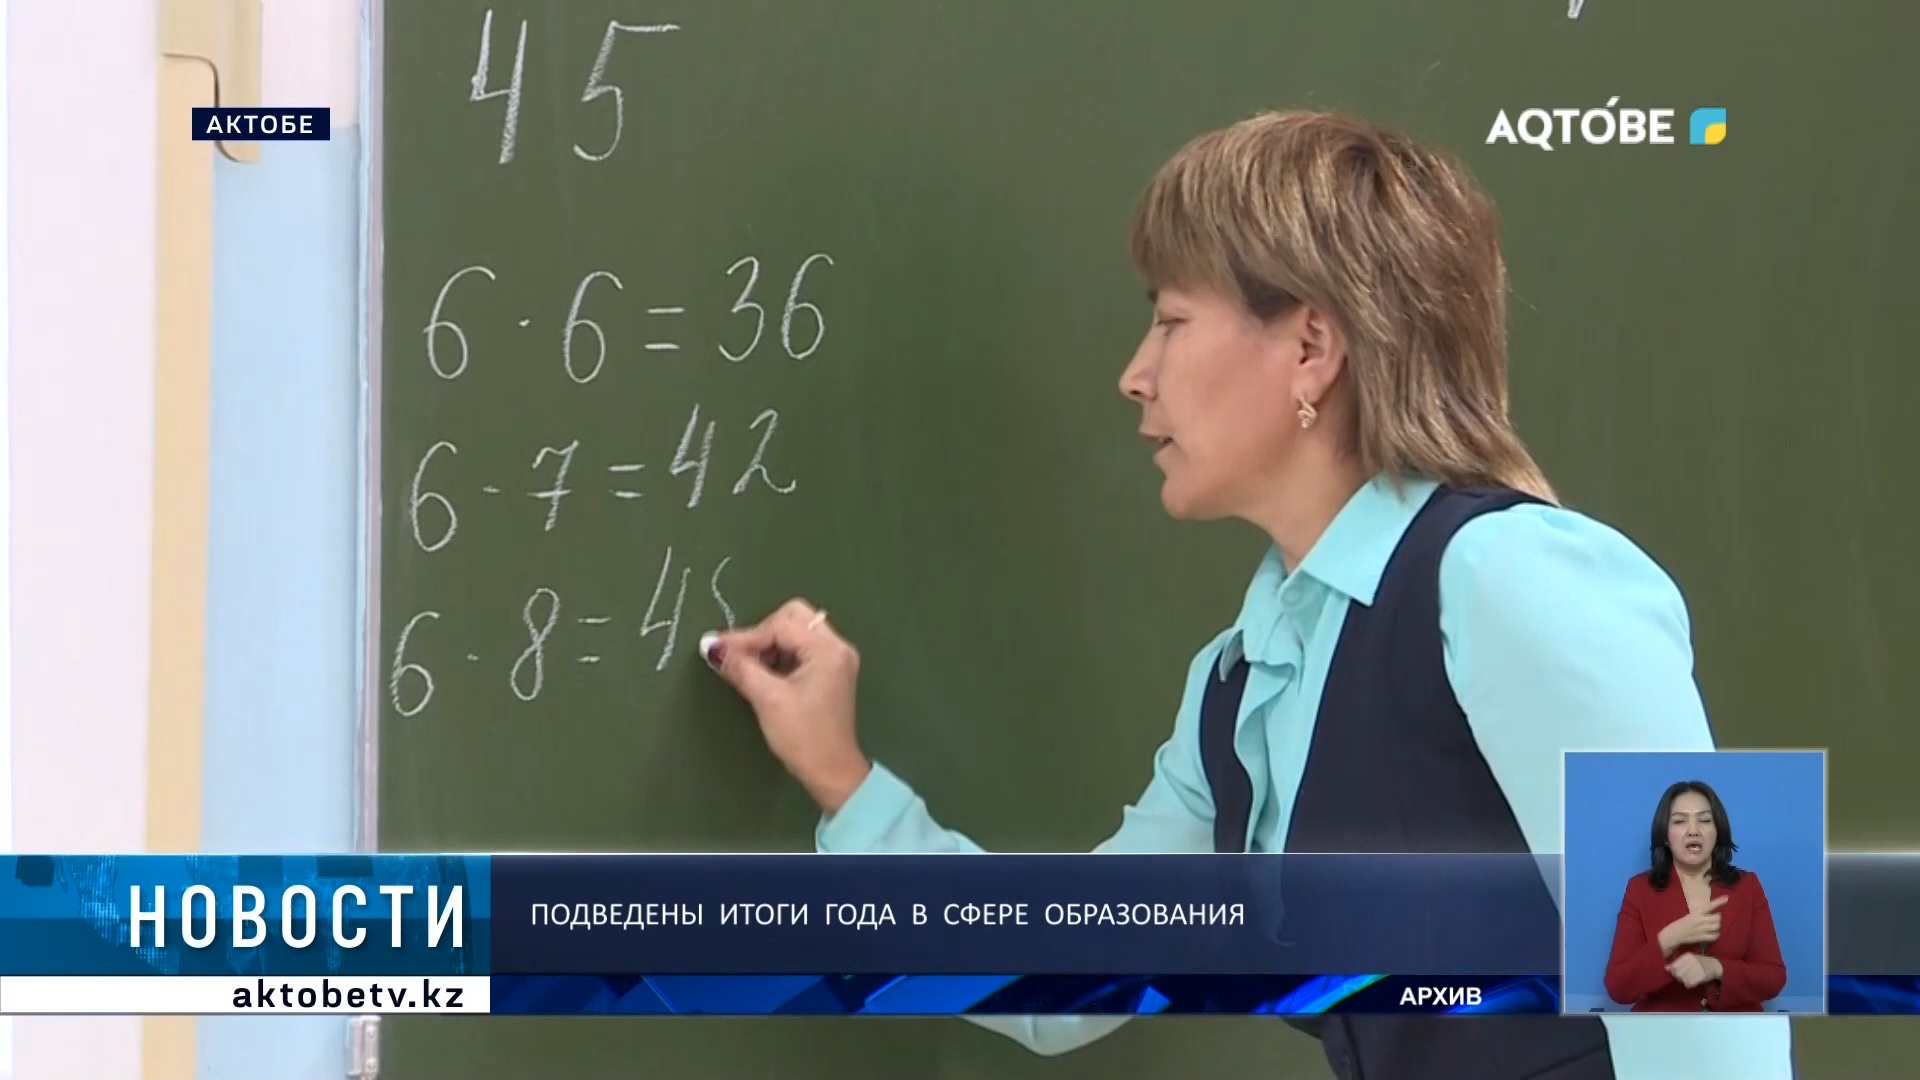 45
АКТОБЕ
AQTÓBE
6 · 6 = 36
6 · 7 = 42
6 · 8 = 48
НОВОСТИ
ПОДВЕДЕНЫ ИТОГИ ГОДА В СФЕРЕ ОБРАЗОВАНИЯ
aktobetv.kz
АРХИВ